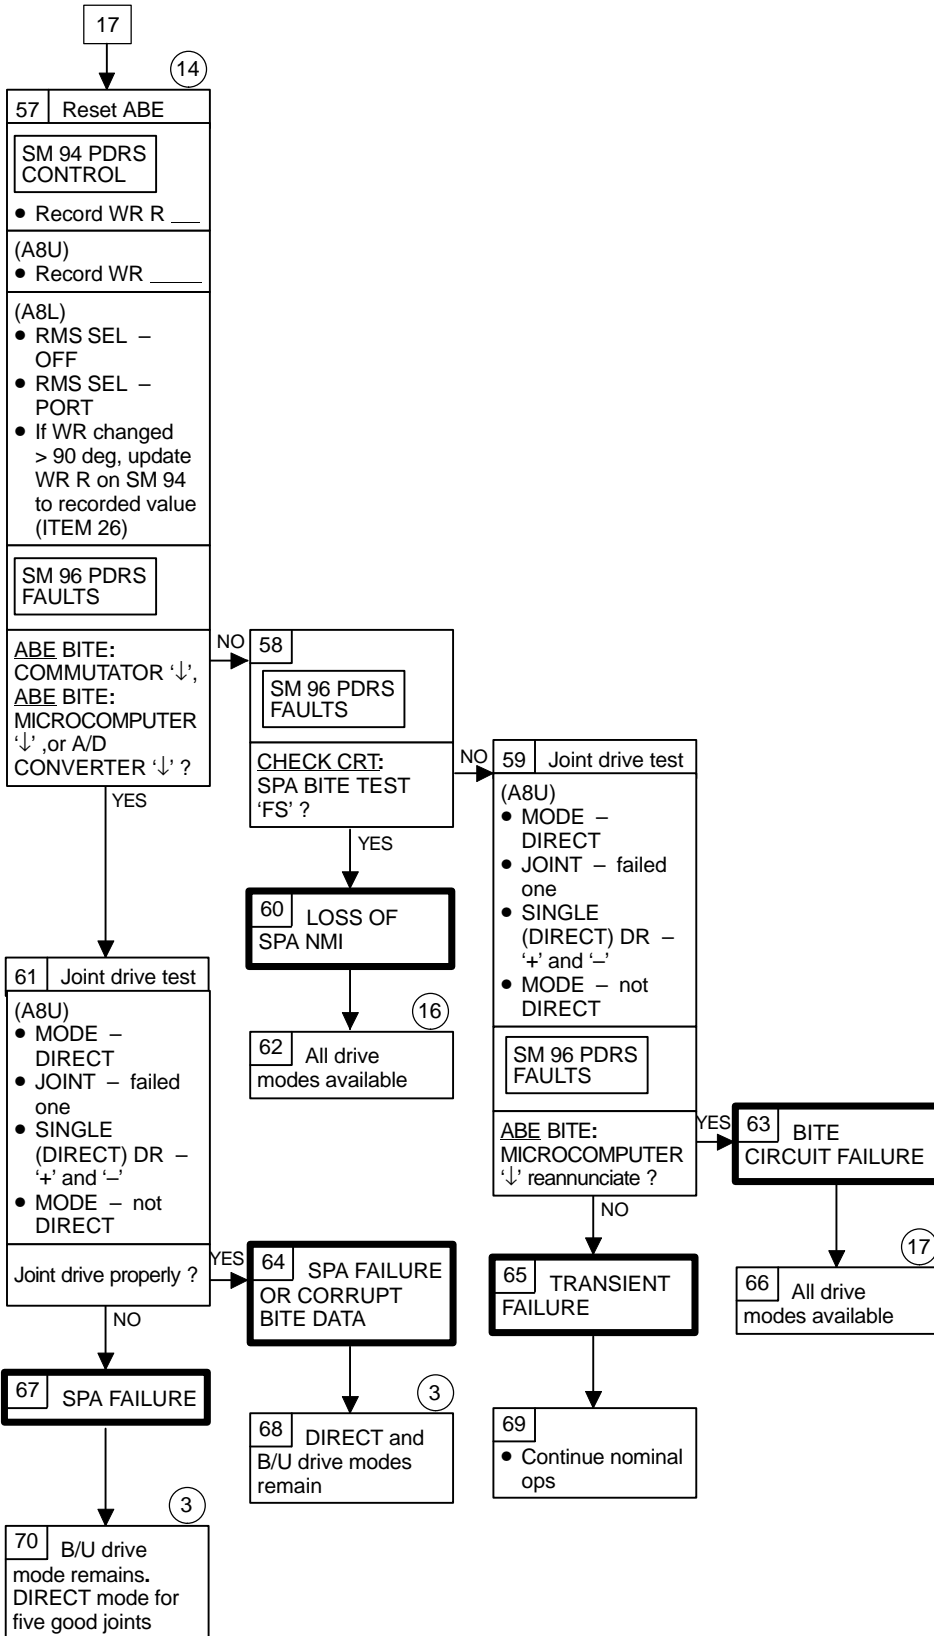 17
14
57 Reset ABE
SM 94 PDRS
CONTROL
• Record WR R ___
(A8U)
• Record WR _____
(A8L)
• RMS SEL –
OFF
• RMS SEL –
PORT
• If WR changed
> 90 deg, update
WR R on SM 94
to recorded value
(ITEM 26)
SM 96 PDRS
FAULTS
ABE BITE:
COMMUTATOR ‘↓’,
ABE BITE:
MICROCOMPUTER
‘↓’ ,or A/D
CONVERTER ‘↓’ ?
NO
YES
58
SM 96 PDRS
FAULTS
CHECK CRT:
SPA BITE TEST
‘FS’ ?
NO
YES
59 Joint drive test
(A8U)
• MODE –
DIRECT
• JOINT – failed
one
• SINGLE
(DIRECT) DR –
‘+’ and ‘–’
• MODE – not
DIRECT
SM 96 PDRS
FAULTS
ABE BITE:
MICROCOMPUTER
‘↓’ reannunciate ?
YES
NO
60 LOSS OF
SPA NMI
16
62 All drive
modes available
61 Joint drive test
(A8U)
• MODE –
DIRECT
• JOINT – failed
one
• SINGLE
(DIRECT) DR –
‘+’ and ‘–’
• MODE – not
DIRECT
Joint drive properly ?
YES
NO
63 BITE
CIRCUIT FAILURE
17
66 All drive
modes available
64 SPA FAILURE
OR CORRUPT
BITE DATA
3
68 DIRECT and
B/U drive modes
remain
65 TRANSIENT
FAILURE
69
• Continue nominal
ops
67 SPA FAILURE
3
70 B/U drive
mode remains.
DIRECT mode for
five good joints